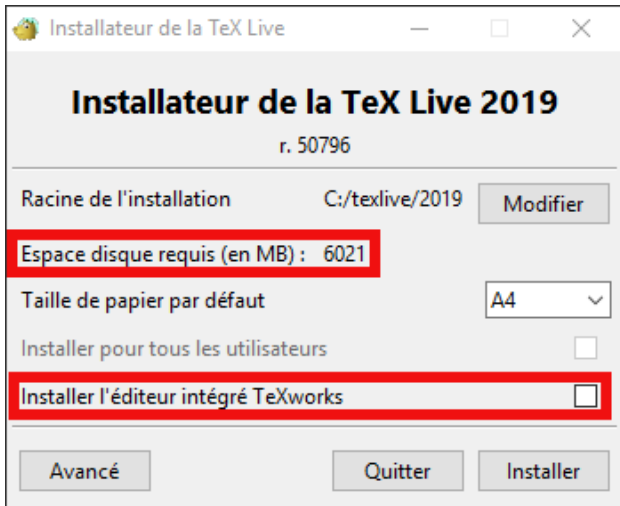 Installateur de la TeX Live
Installateur de la TeX Live 2019
r. 50796
Racine de l'installation C:/texlive/2019 Modifier
Espace disque requis (en MB) : 6021
Taille de papier par défaut A4
Installer pour tous les utilisateurs
Installer l'éditeur intégré TeXworks
Avancé Quitter Installer